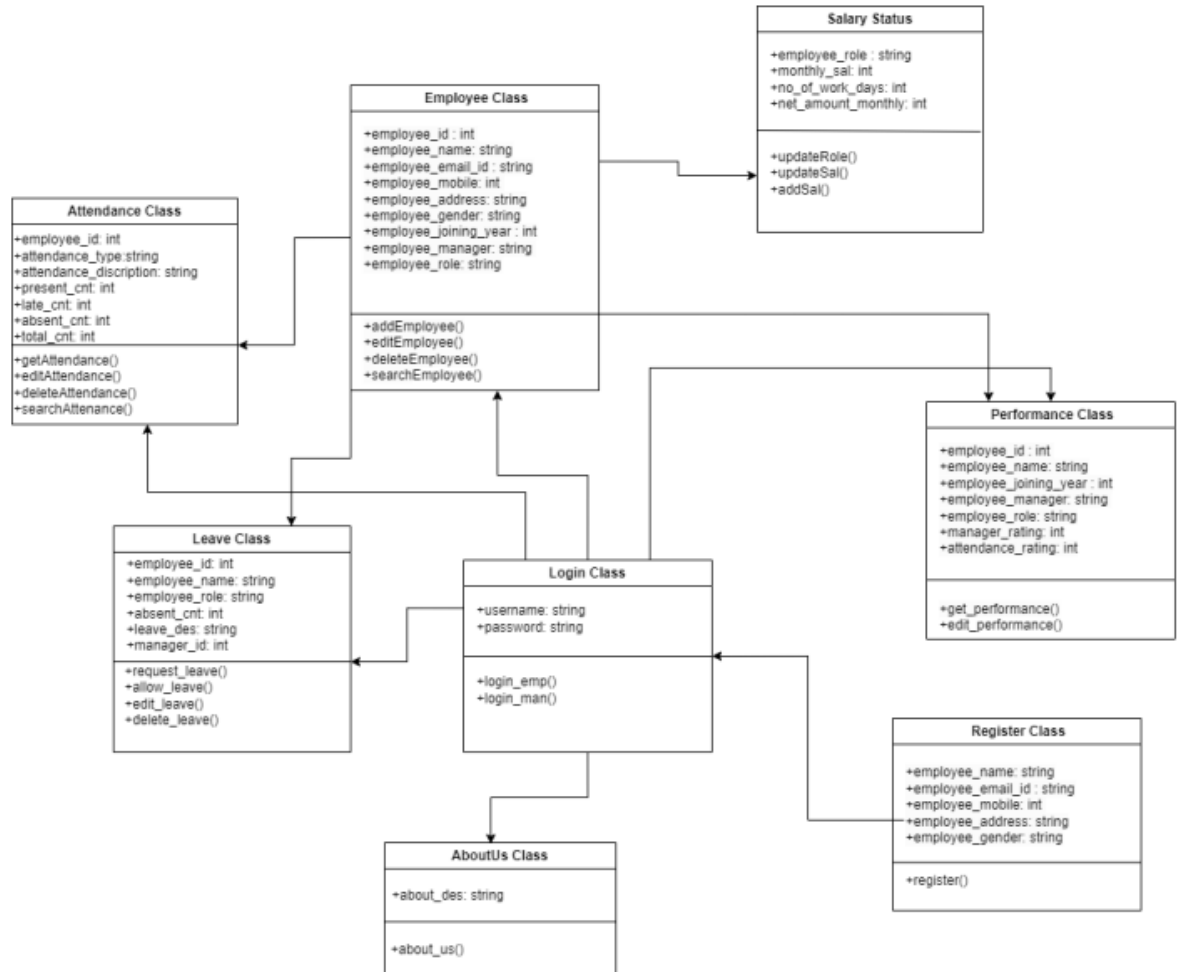 Salary Status
+employee_role : string
+monthly_sal: int
+no_of_work_days: int
+net_amount_monthly: int
+updateRole()
+updateSal()
+addSal()
Employee Class
+employee_id : int
+employee_name: string
+employee_email_id : string
+employee_mobile: int
+employee_address: string
+employee_gender: string
+employee_joining_year : int
+employee_manager: string
+employee_role: string
+addEmployee()
+editEmployee()
+deleteEmployee()
+searchEmployee()
Attendance Class
+employee_id: int
+attendance_type:string
+attendance_discription: string
+present_cnt: int
+late_cnt: int
+absent_cnt: int
+total_cnt: int
+getAttendance()
+editAttendance()
+deleteAttendance()
+searchAttenance()
Performance Class
+employee_id : int
+employee_name: string
+employee_joining_year : int
+employee_manager: string
+employee_role: string
+manager_rating: int
+attendance_rating: int
+get_performance()
+edit_performance()
Leave Class
+employee_id: int
+employee_name: string
+employee_role: string
+absent_cnt: int
+leave_des: string
+manager_id: int
+request_leave()
+allow_leave()
+edit_leave()
+delete_leave()
Login Class
+username: string
+password: string
+login_emp()
+login_man()
Register Class
+employee_name: string
+employee_email_id : string
+employee_mobile: int
+employee_address: string
+employee_gender: string
+register()
AboutUs Class
+about_des: string
+about_us()